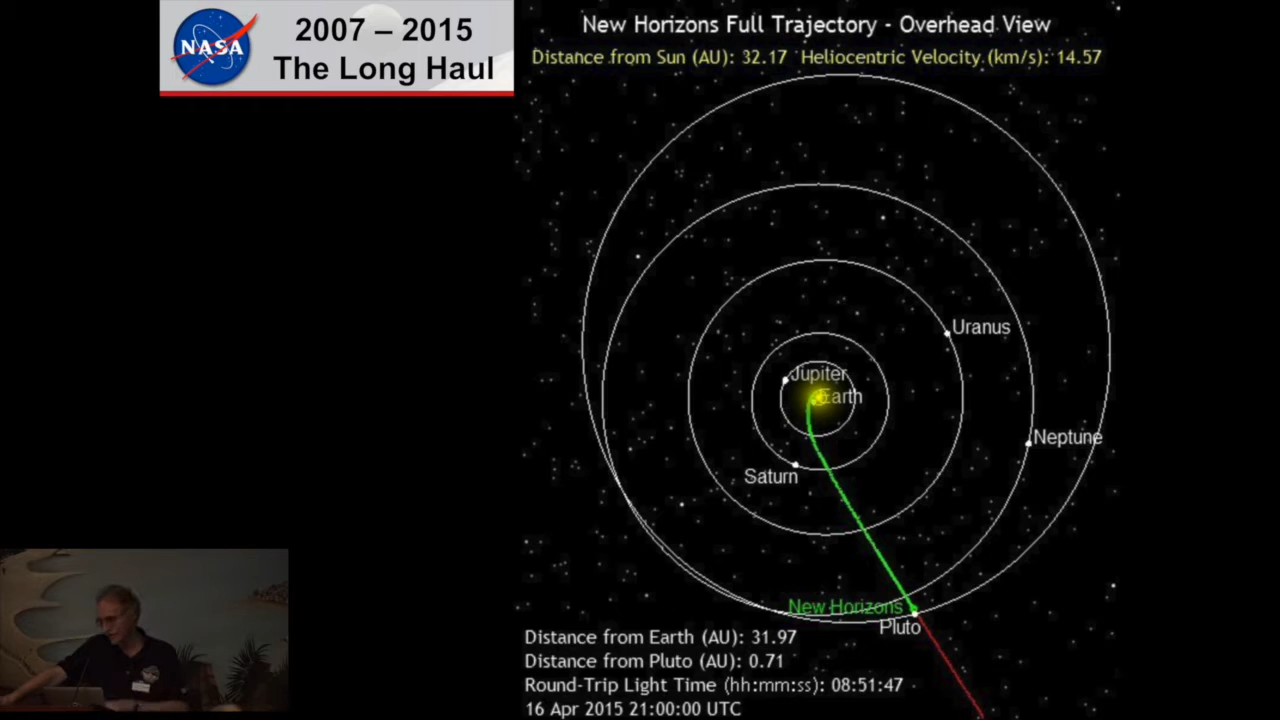 NASA
2007 – 2015
The Long Haul
New Horizons Full Trajectory - Overhead View
Distance from Sun (AU): 32.17 Heliocentric Velocity (km/s): 14.57
Uranus
Jupiter
Earth
Neptune
Saturn
New Horizons
Pluto
Distance from Earth (AU): 31.97
Distance from Pluto (AU): 0.71
Round-Trip Light Time (hh:mm:ss): 08:51:47
16 Apr 2015 21:00:00 UTC